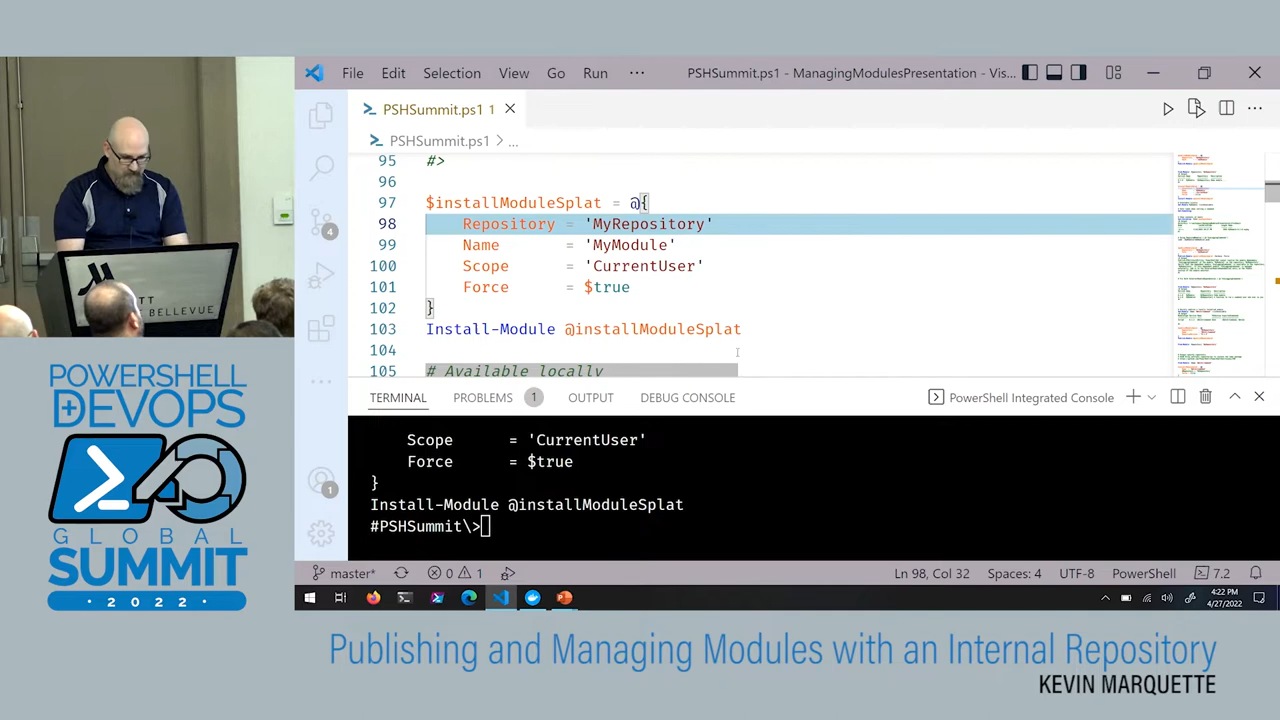 File Edit Selection View Go Run ··· PSHSummit.ps1 - ManagingModulesPresentation - Vis...
PSHSummit.ps1 1
PSHSummit.ps1 > ...
95 #>
96
97 $installModuleSplat = @{
98 Repository = 'MyRepository'
99 Name = 'MyModule'
100 Scope = 'CurrentUser'
101 Force = $true
102 }
103 Install-Module @installModuleSplat
104
105 # Available locally
4
1
TERMINAL PROBLEMS 1 OUTPUT DEBUG CONSOLE PowerShell Integrated Console
Scope = 'CurrentUser'
Force = $true
}
Install-Module @installModuleSplat
#PSHSummit\>
master* 0 1 Ln 98, Col 32 Spaces: 4 UTF-8 PowerShell 7.2
4:22 PM
4/27/2022
TT
BELLEVUE
POWERSHELL
+DEVOPS
GLOBAL
SUMMIT
· 2022 ·
Publishing and Managing Modules with an Internal Repository
KEVIN MARQUETTE